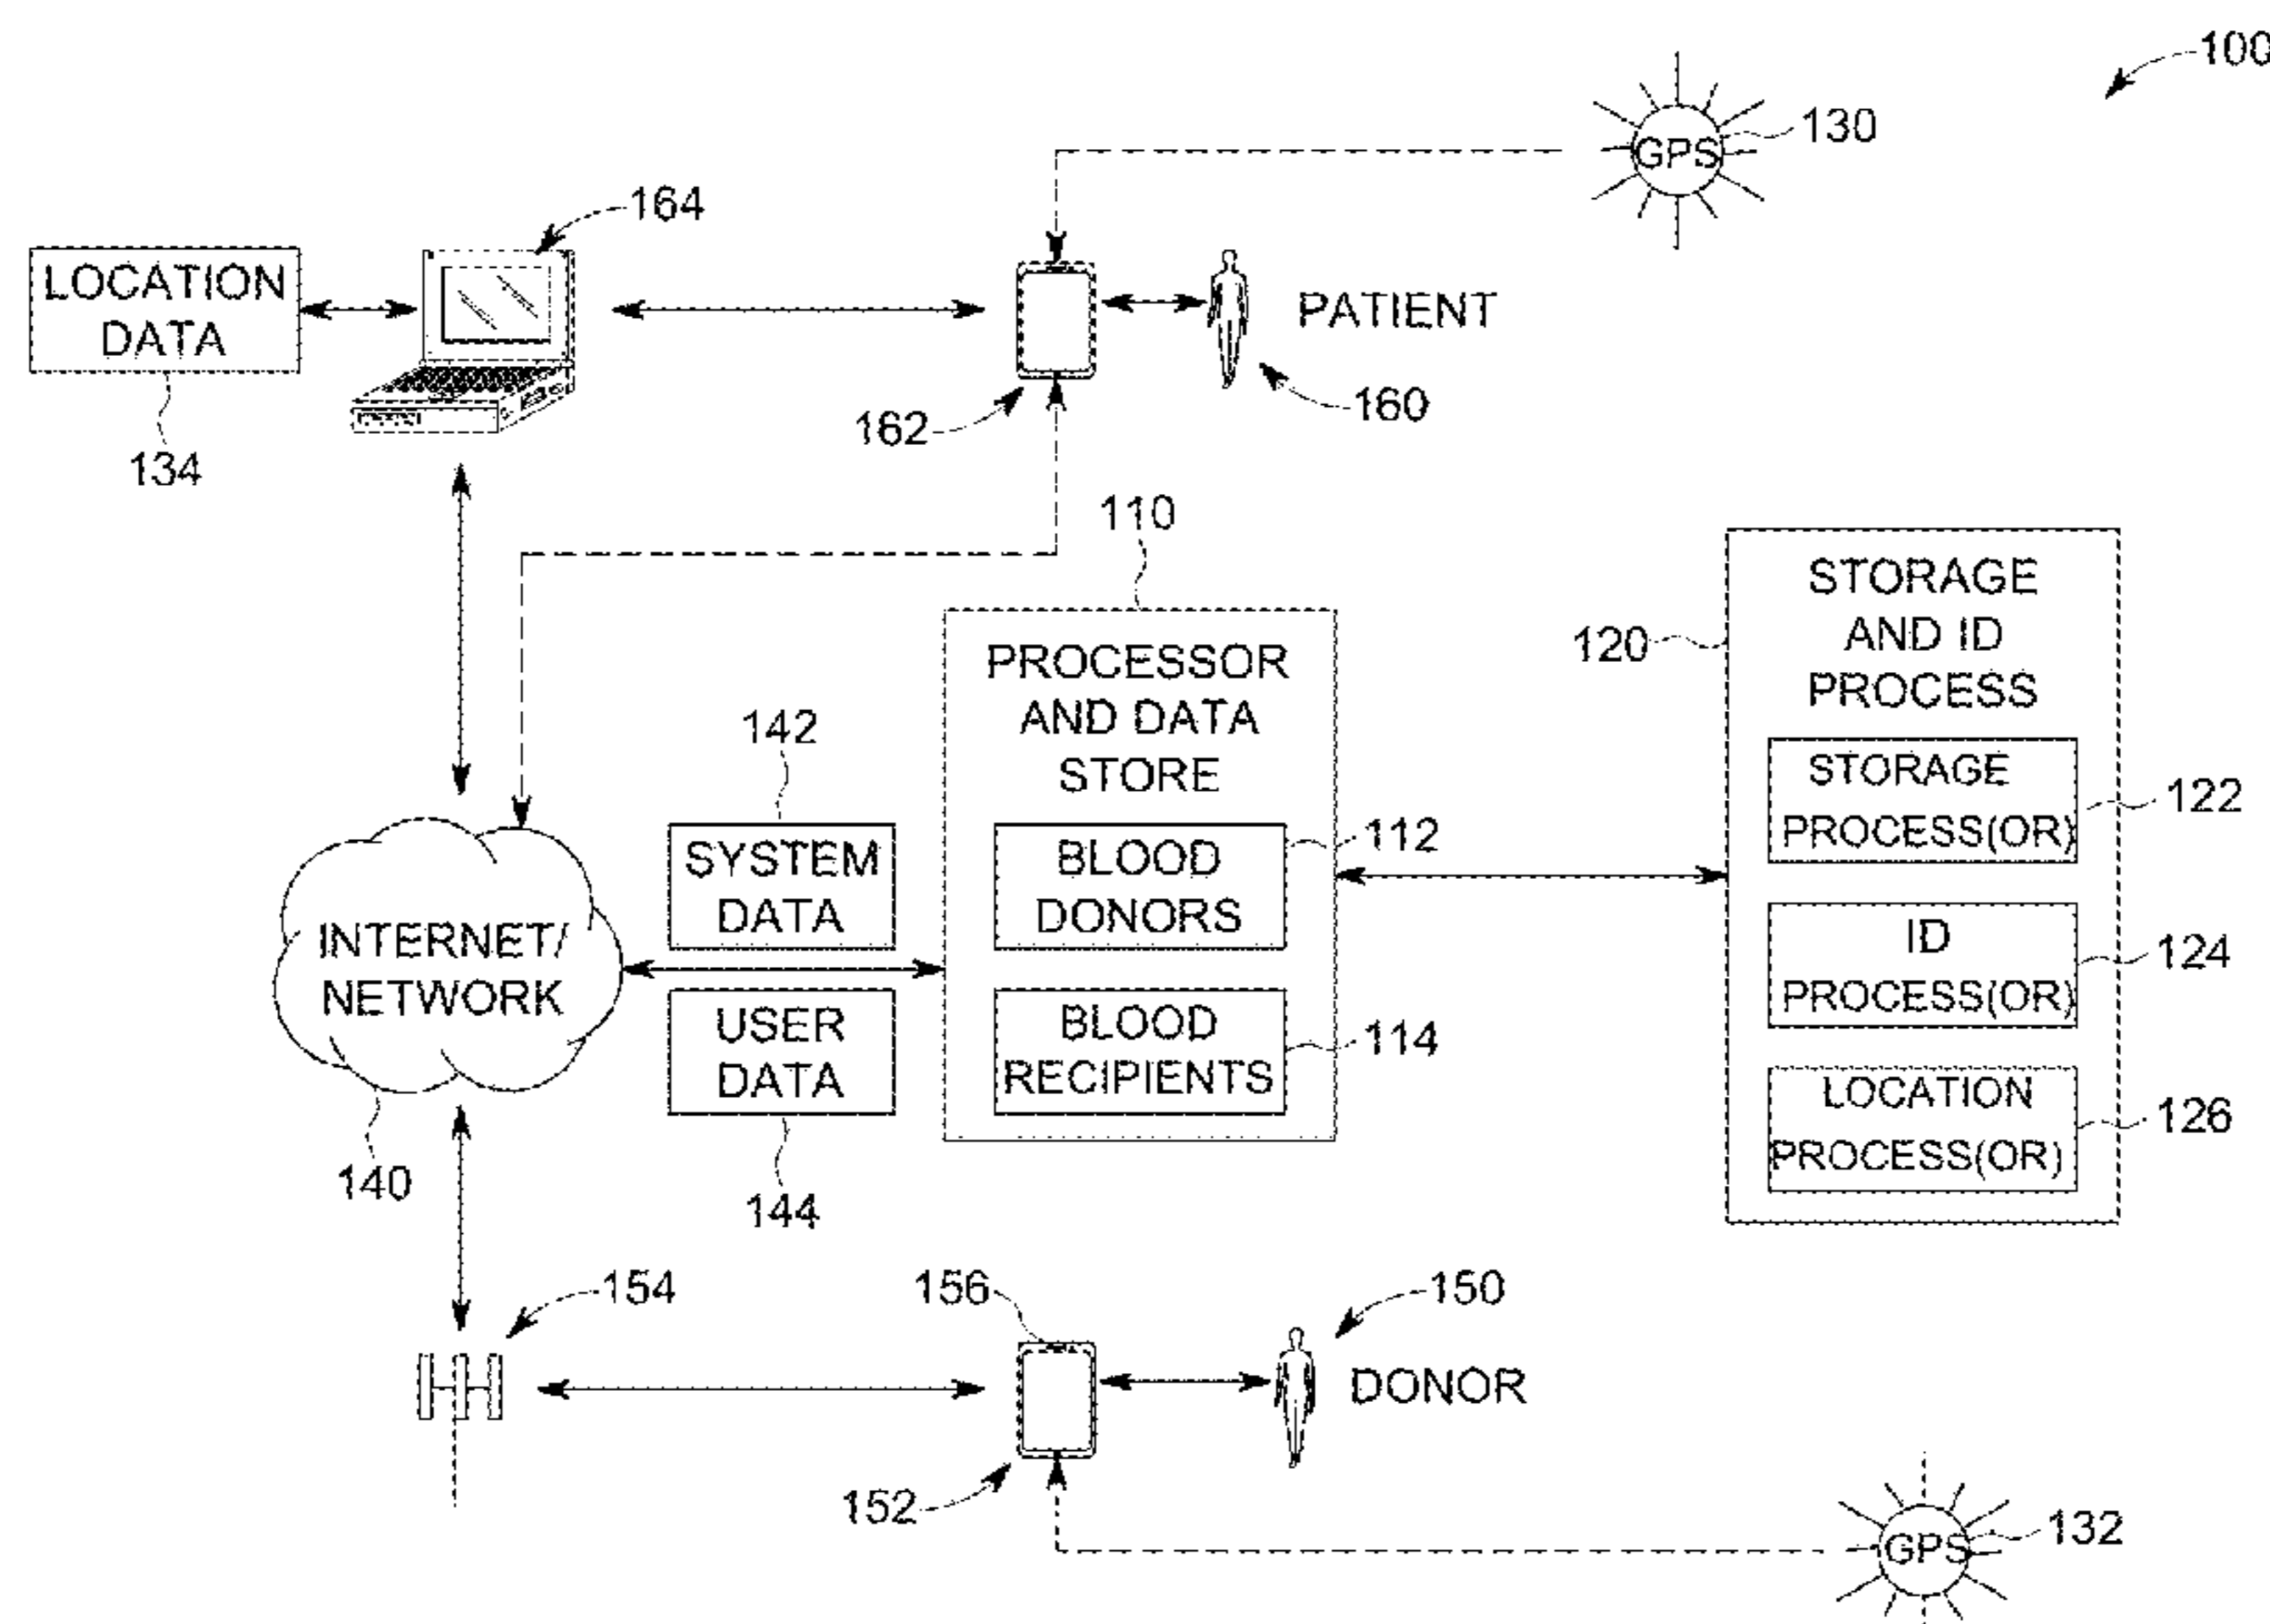 100
GPS
130
164
LOCATION
DATA
134
PATIENT
162
160
110
120
STORAGE
AND ID
PROCESS
STORAGE
PROCESS(OR)
122
ID
PROCESS(OR)
124
LOCATION
PROCESS(OR)
126
PROCESSOR
AND DATA
STORE
BLOOD
DONORS
112
BLOOD
RECIPIENTS
114
142
SYSTEM
DATA
USER
DATA
144
INTERNET/
NETWORK
140
154
156
150
DONOR
152
GPS
132